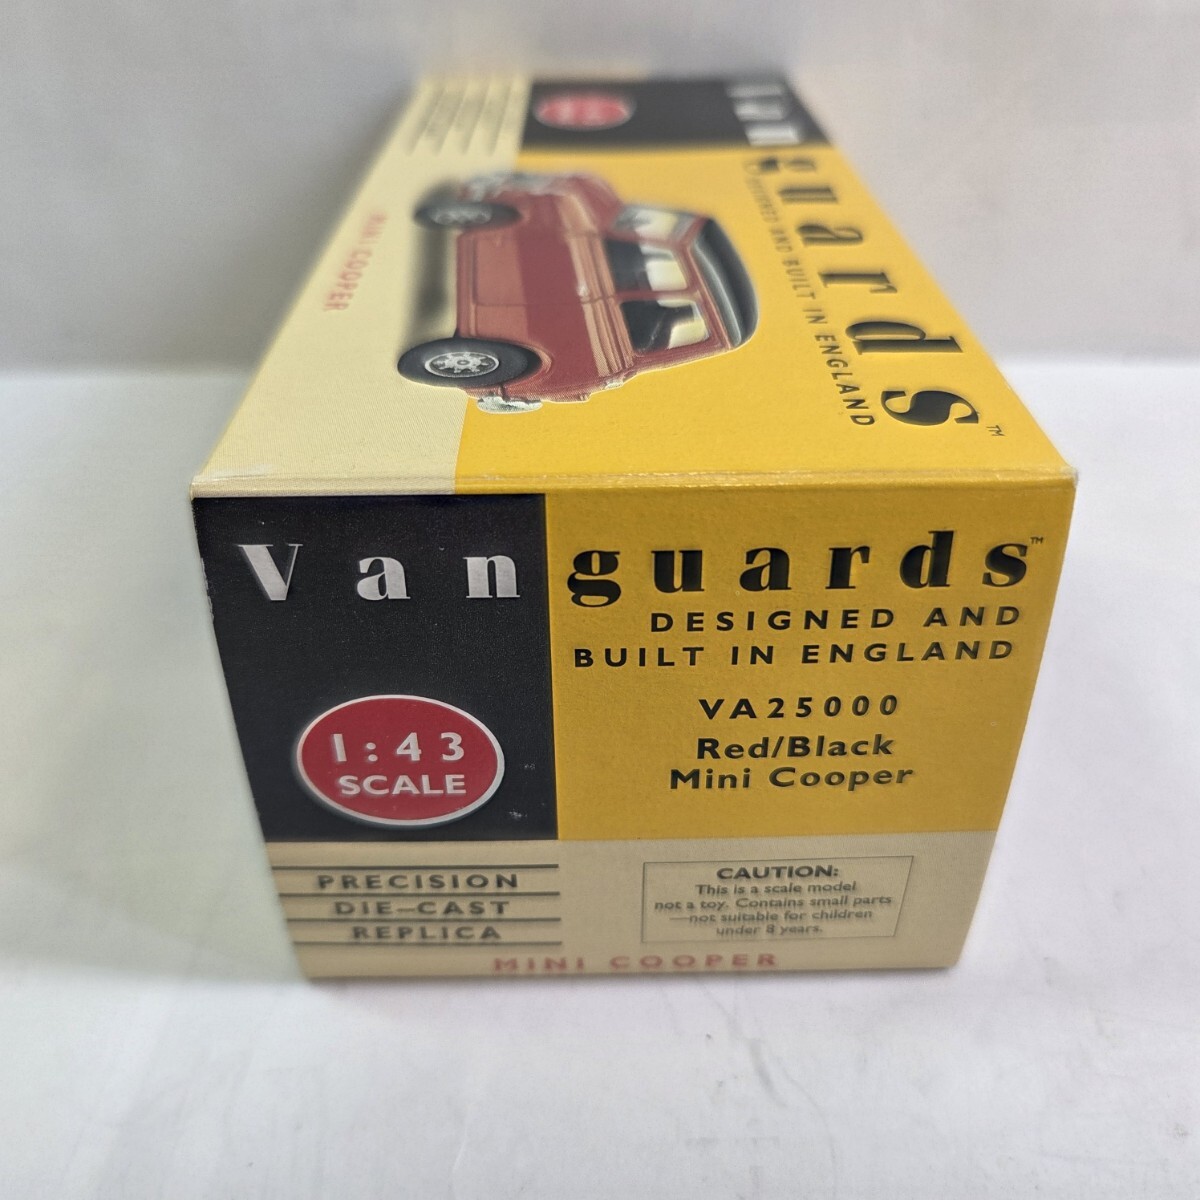 Vanguards™
DESIGNED AND BUILT IN ENGLAND
MINI COOPER
Vanguards™
DESIGNED AND
BUILT IN ENGLAND
VA25000
Red/Black
Mini Cooper
1:43
SCALE
PRECISION
DIE-CAST
REPLICA
CAUTION:
This is a scale model
not a toy. Contains small parts
—not suitable for children
under 8 years.
MINI COOPER